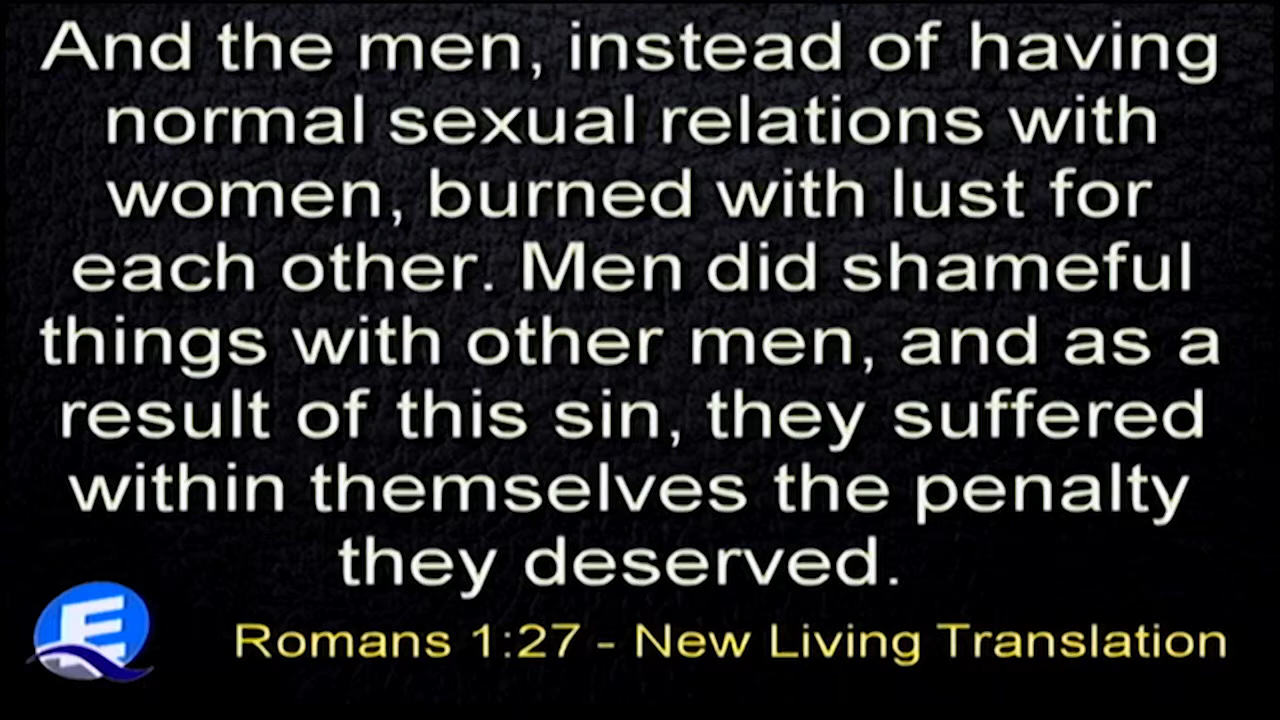 And the men, instead of having
normal sexual relations with
women, burned with lust for
each other. Men did shameful
things with other men, and as a
result of this sin, they suffered
within themselves the penalty
they deserved.
E
Romans 1:27 - New Living Translation